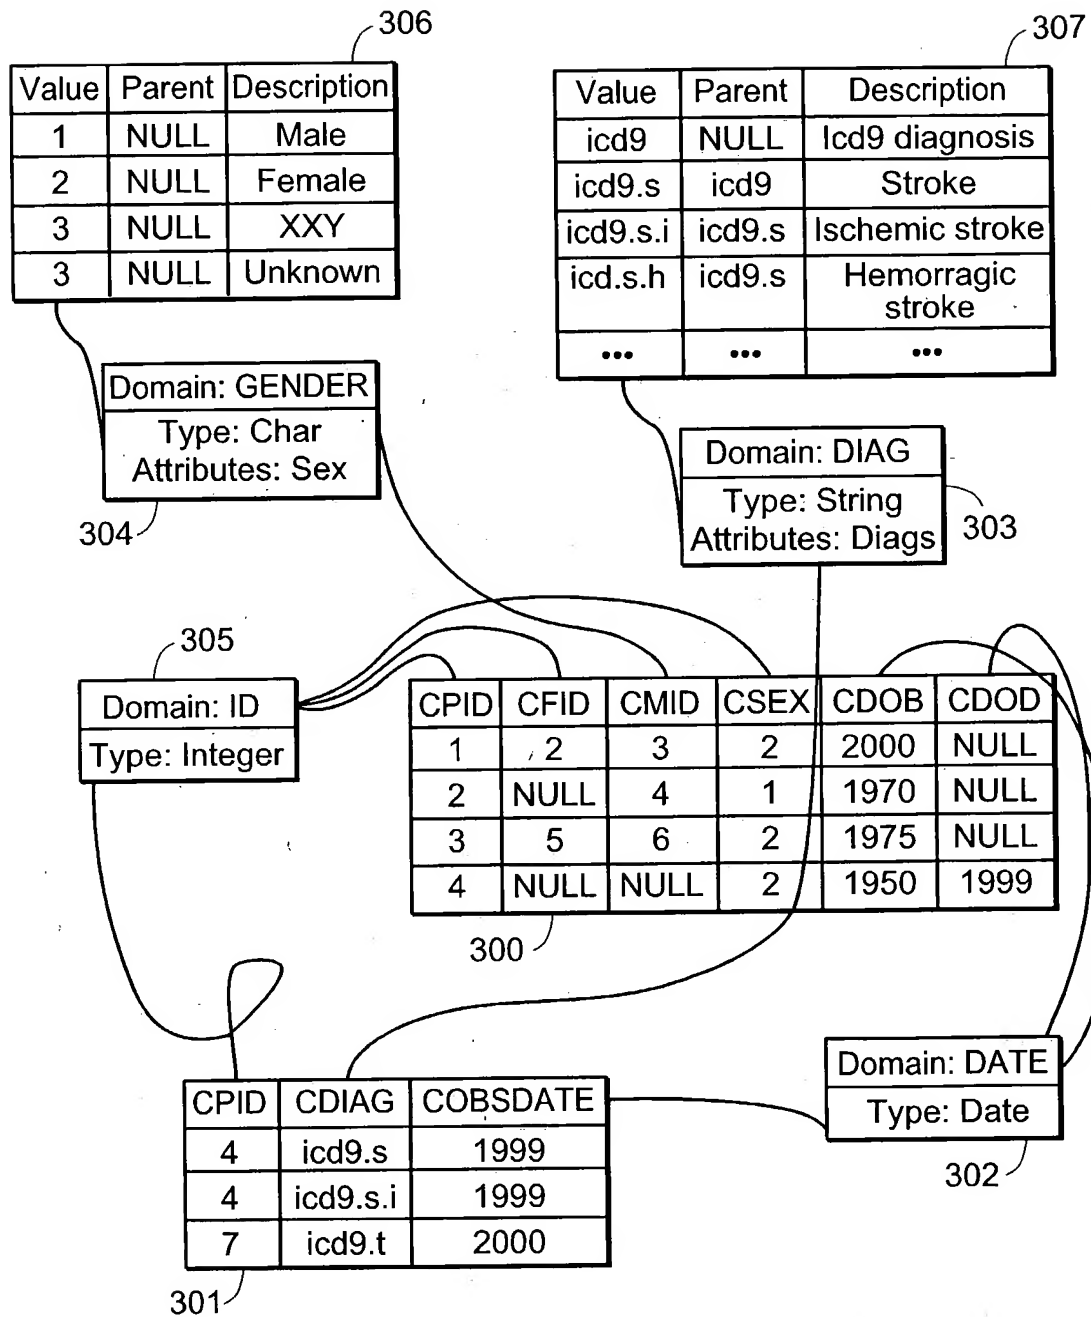 306
Value Parent Description
1 NULL Male
2 NULL Female
3 NULL XXY
3 NULL Unknown
307
Value Parent Description
icd9 NULL Icd9 diagnosis
icd9.s icd9 Stroke
icd9.s.i icd9.s Ischemic stroke
icd.s.h icd9.s Hemorragic
stroke
... ... ...
Domain: GENDER
Type: Char
Attributes: Sex
304
Domain: DIAG
Type: String
Attributes: Diags
303
305
Domain: ID
Type: Integer
CPID CFID CMID CSEX CDOB CDOD
1 2 3 2 2000 NULL
2 NULL 4 1 1970 NULL
3 5 6 2 1975 NULL
4 NULL NULL 2 1950 1999
300
Domain: DATE
Type: Date
302
CPID CDIAG COBSDATE
4 icd9.s 1999
4 icd9.s.i 1999
7 icd9.t 2000
301